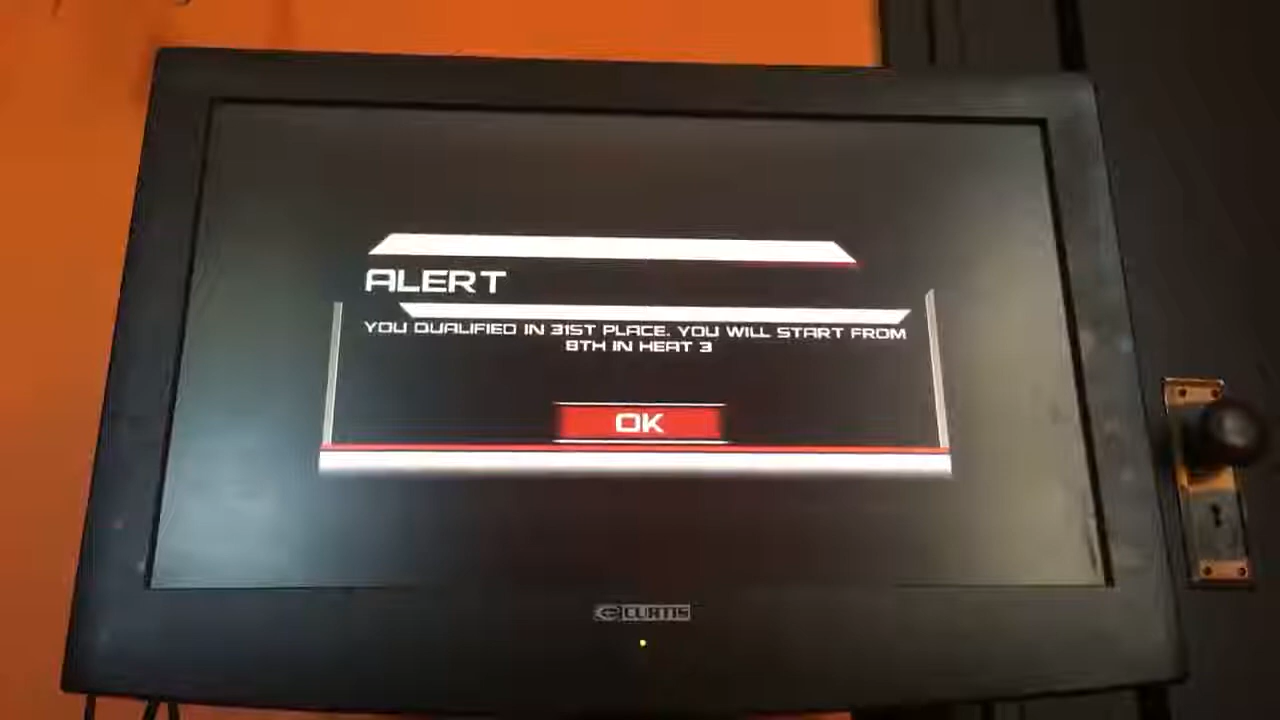 ALERT
YOU QUALIFIED IN 31ST PLACE. YOU WILL START FROM
8TH IN HEAT 3
OK
CURTIS